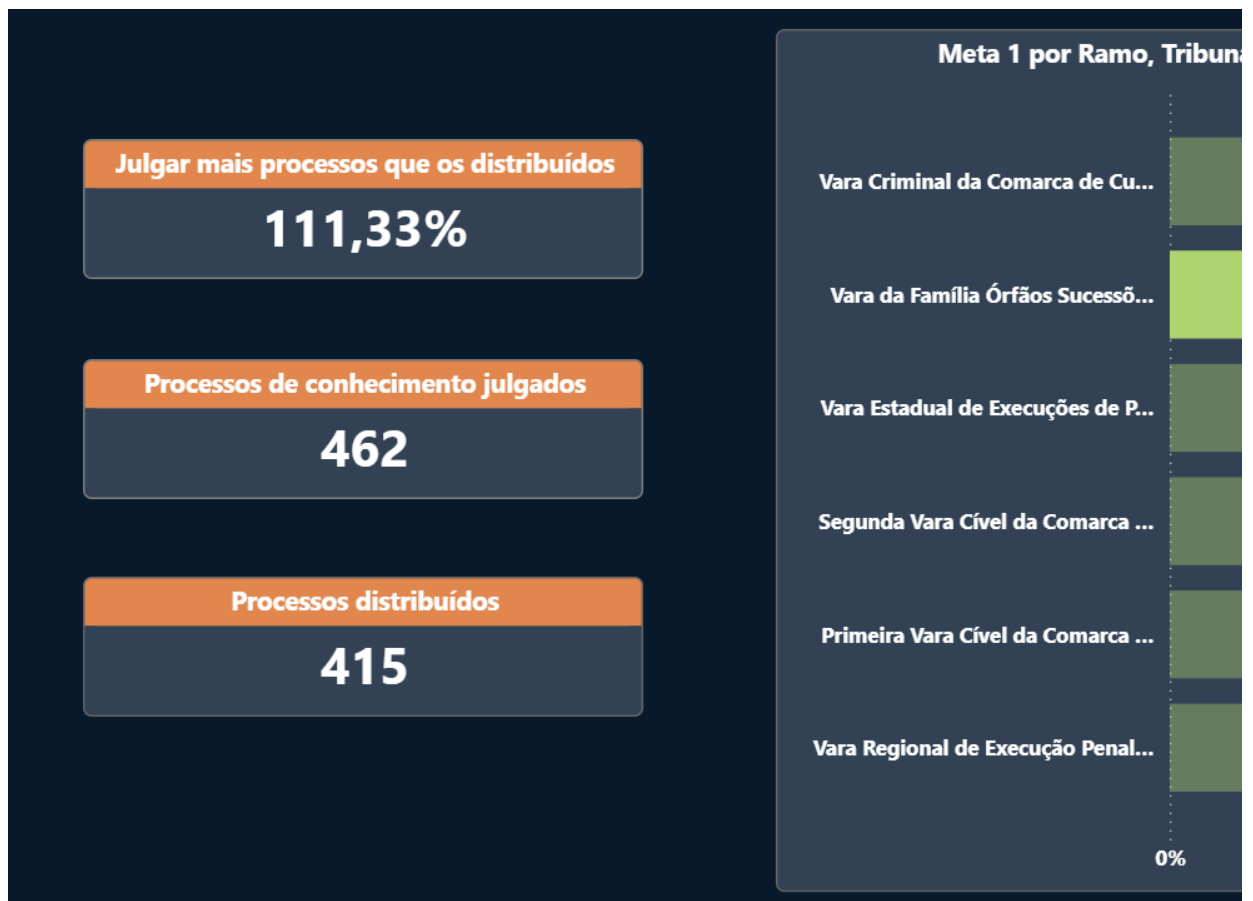 Julgar mais processos que os distribuídos
111,33%
Processos de conhecimento julgados
462
Processos distribuídos
415
Meta 1 por Ramo,
Vara Criminal da Comarca de Cu...
Vara da Família Órfãos Sucessõ...
Vara Estadual de Execuções de P...
Segunda Vara Cível da Comarca ...
Primeira Vara Cível da Comarca ...
Vara Regional de Execução Penal...
0%